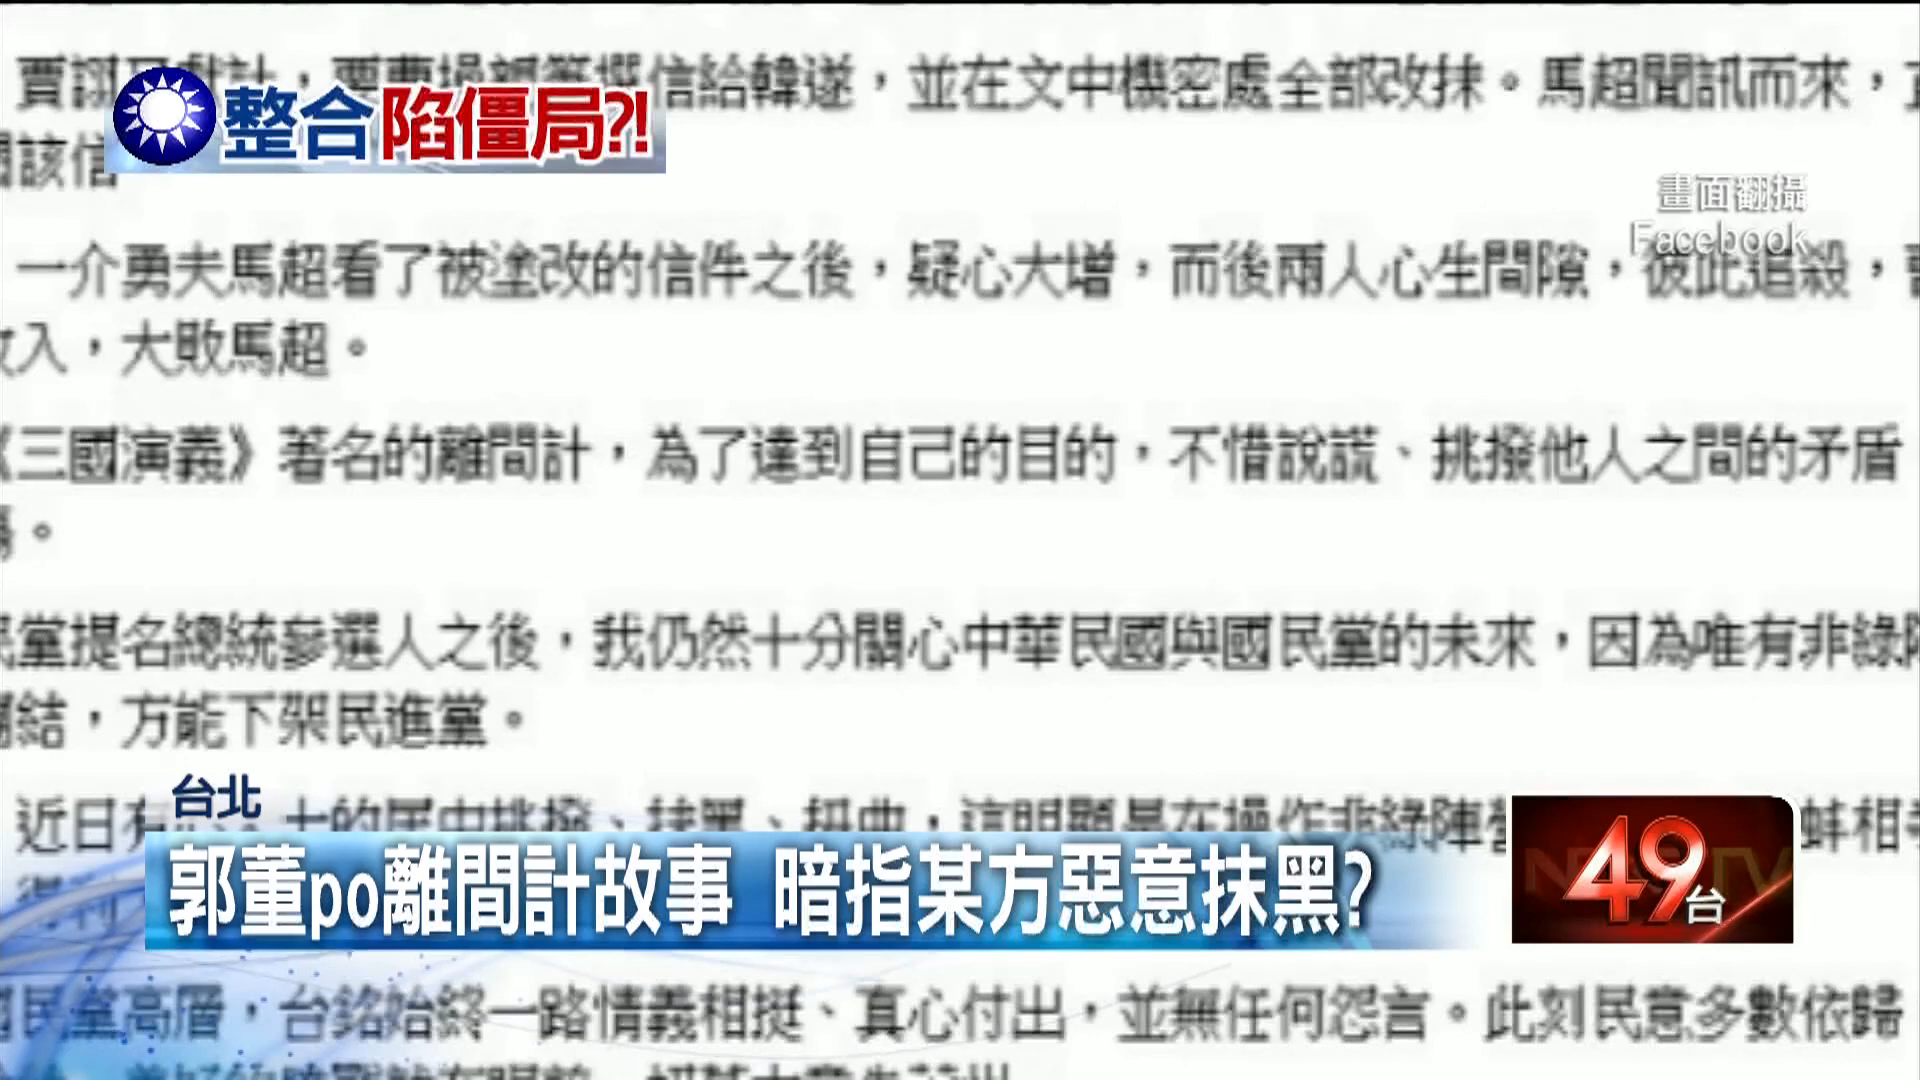 信給韓遂，並在文中機密處全部改抹。馬超聞訊而來，
整合陷僵局?!
該信
畫面翻攝
Facebook
一介勇夫馬超看了被塗改的信件之後，疑心大增，而後兩人心生間隙，彼此追殺，
入，大敗馬超。
《三國演義》著名的離間計，為了達到自己的目的，不惜說謊、挑撥他人之間的矛盾
。
黨提名總統參選人之後，我仍然十分關心中華民國與國民黨的未來，因為唯有非綠
結，方能下架民進黨。
台北
近日有
郭董po離間計故事 暗指某方惡意抹黑?
49台
民黨高層，台銘始終一路情義相挺、真心付出，並無任何怨言。此刻民意多數依歸